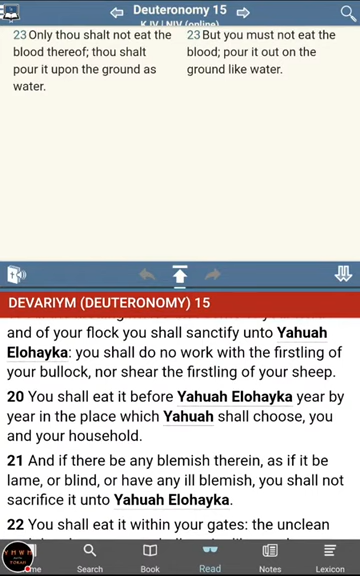 Deuteronomy 15
KJV | NIV (online)
23 Only thou shalt not eat the
blood thereof; thou shalt
pour it upon the ground as
water.
23 But you must not eat the
blood; pour it out on the
ground like water.
DEVARIYM (DEUTERONOMY) 15
and of your flock you shall sanctify unto Yahuah
Elohayka: you shall do no work with the firstling of
your bullock, nor shear the firstling of your sheep.
20 You shall eat it before Yahuah Elohayka year by
year in the place which Yahuah shall choose, you
and your household.
21 And if there be any blemish therein, as if it be
lame, or blind, or have any ill blemish, you shall not
sacrifice it unto Yahuah Elohayka.
22 You shall eat it within your gates: the unclean
YMWM
TORAH
me
Search
Book
Read
Notes
Lexicon